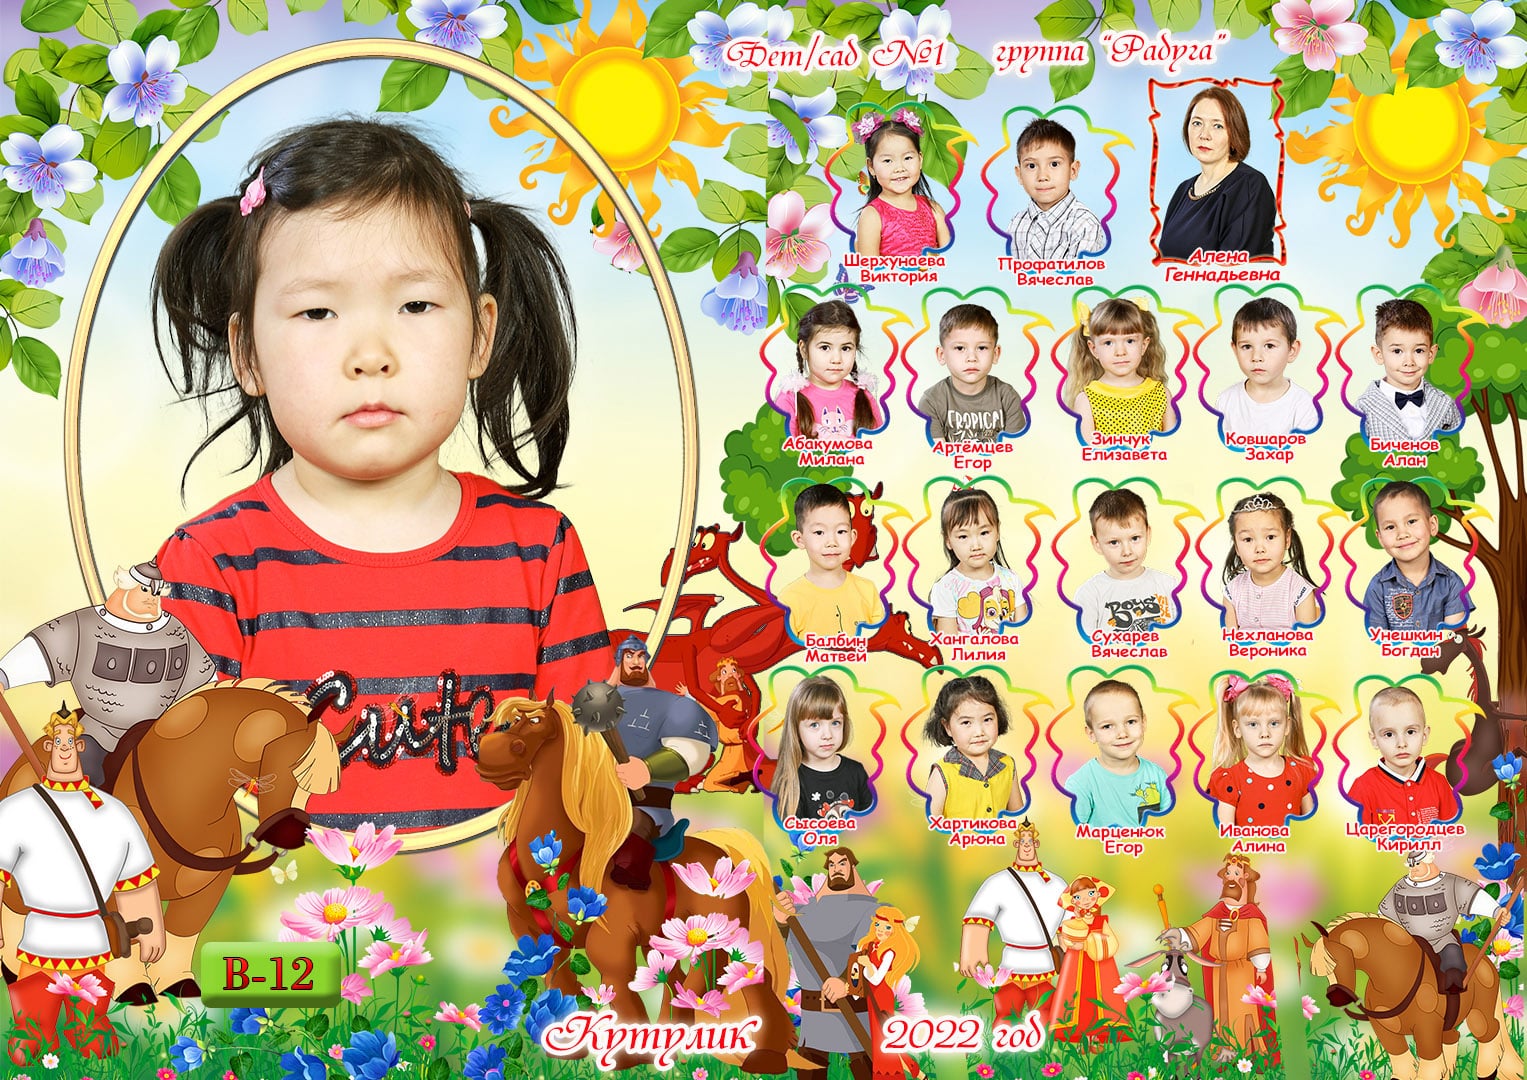 Дет/сад №1 группа "Радуга"
Шерхунаева
Виктория
Профатилов
Вячеслав
Алена
Геннадьевна
Абакумова
Милана
Артёмцев
Егор
Зинчук
Елизавета
Ковшаров
Захар
Биченов
Алан
TROPICAL
Балбин
Матвей
Хангалова
Лилия
Сухарев
Вячеслав
Нехланова
Вероника
Унешкин
Богдан
BOYS
Сысоева
Оля
Хартикова
Арюна
Марценюк
Егор
Иванова
Алина
Царегородцев
Кирилл
В-12
Кутулик 2022 год